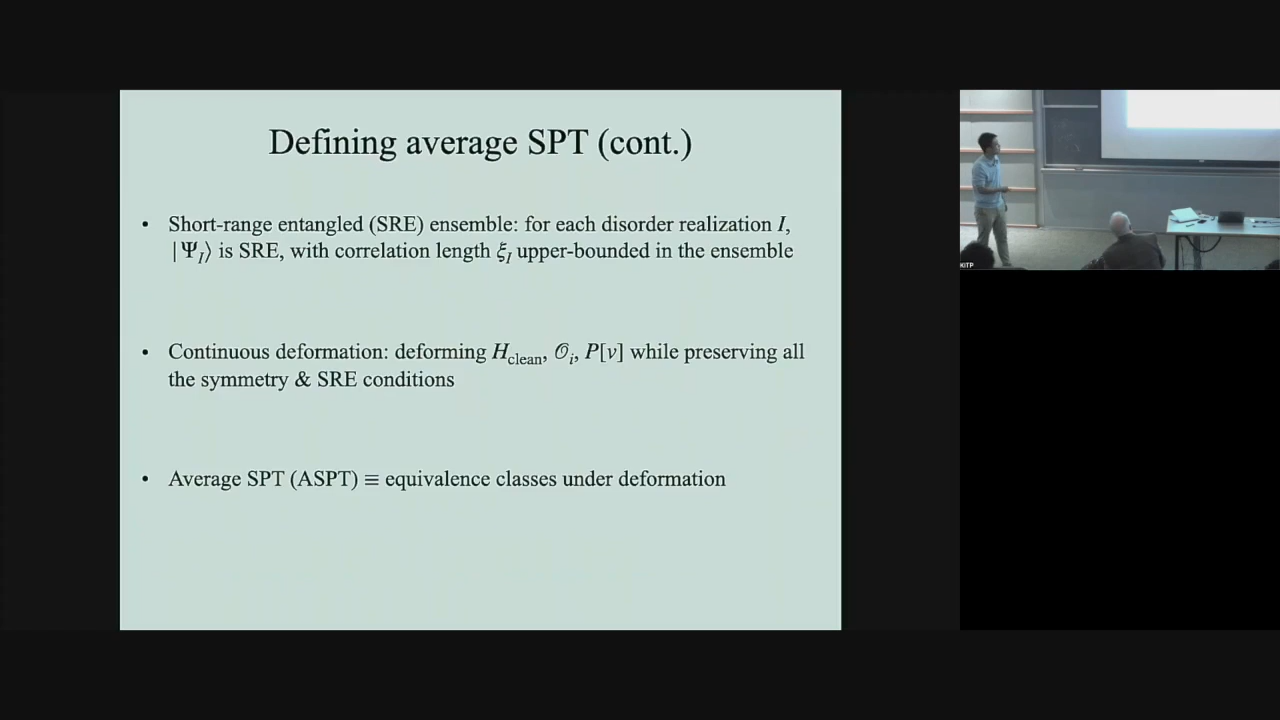 Defining average SPT (cont.)
• Short-range entangled (SRE) ensemble: for each disorder realization I,
|Ψ_I⟩ is SRE, with correlation length ξ_I upper-bounded in the ensemble
• Continuous deformation: deforming H_clean, 𝒪_i, P[v] while preserving all
the symmetry & SRE conditions
• Average SPT (ASPT) ≡ equivalence classes under deformation
KITP